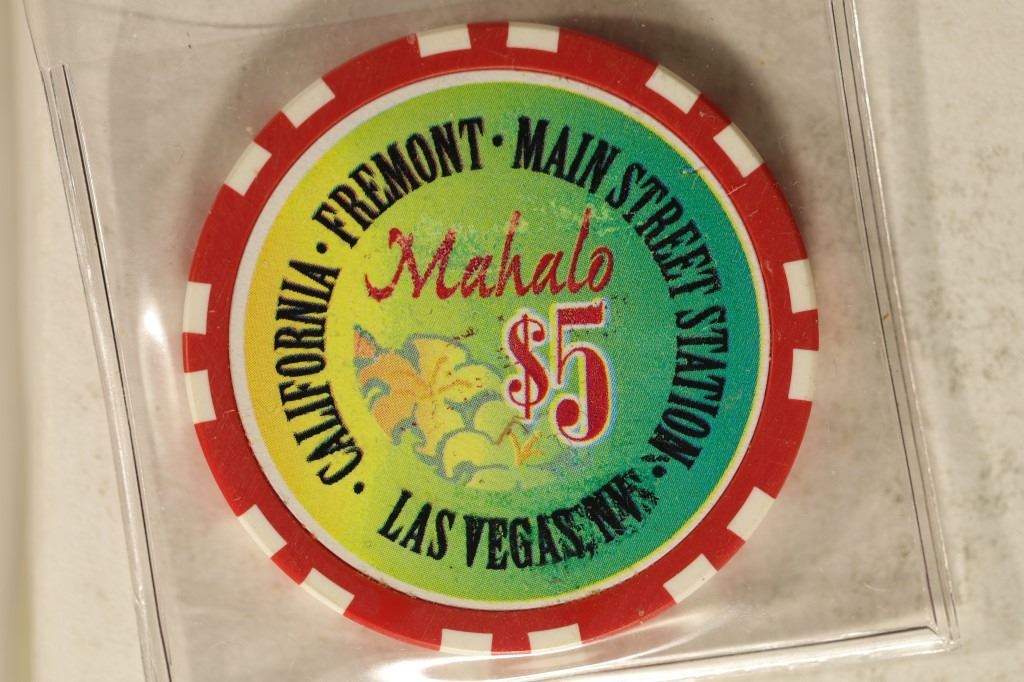 CALIFORNIA • FREMONT • MAIN STREET STATION •
Mahalo
$5
LAS VEGAS, NV •